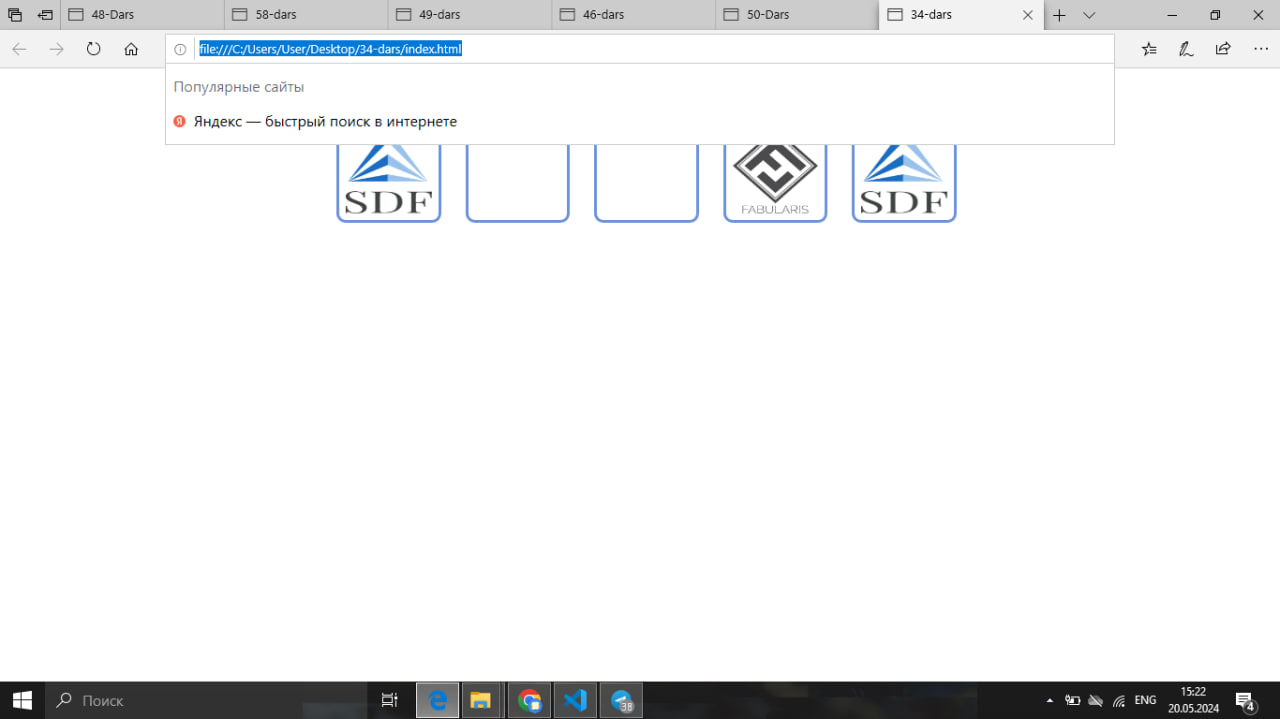 48-Dars
58-dars
49-dars
46-dars
50-Dars
34-dars
file:///C:/Users/User/Desktop/34-dars/index.html
Популярные сайты
Я Яндекс — быстрый поиск в интернете
SDF
FABULARIS
SDF
Поиск
38
ENG
15:22
20.05.2024
4